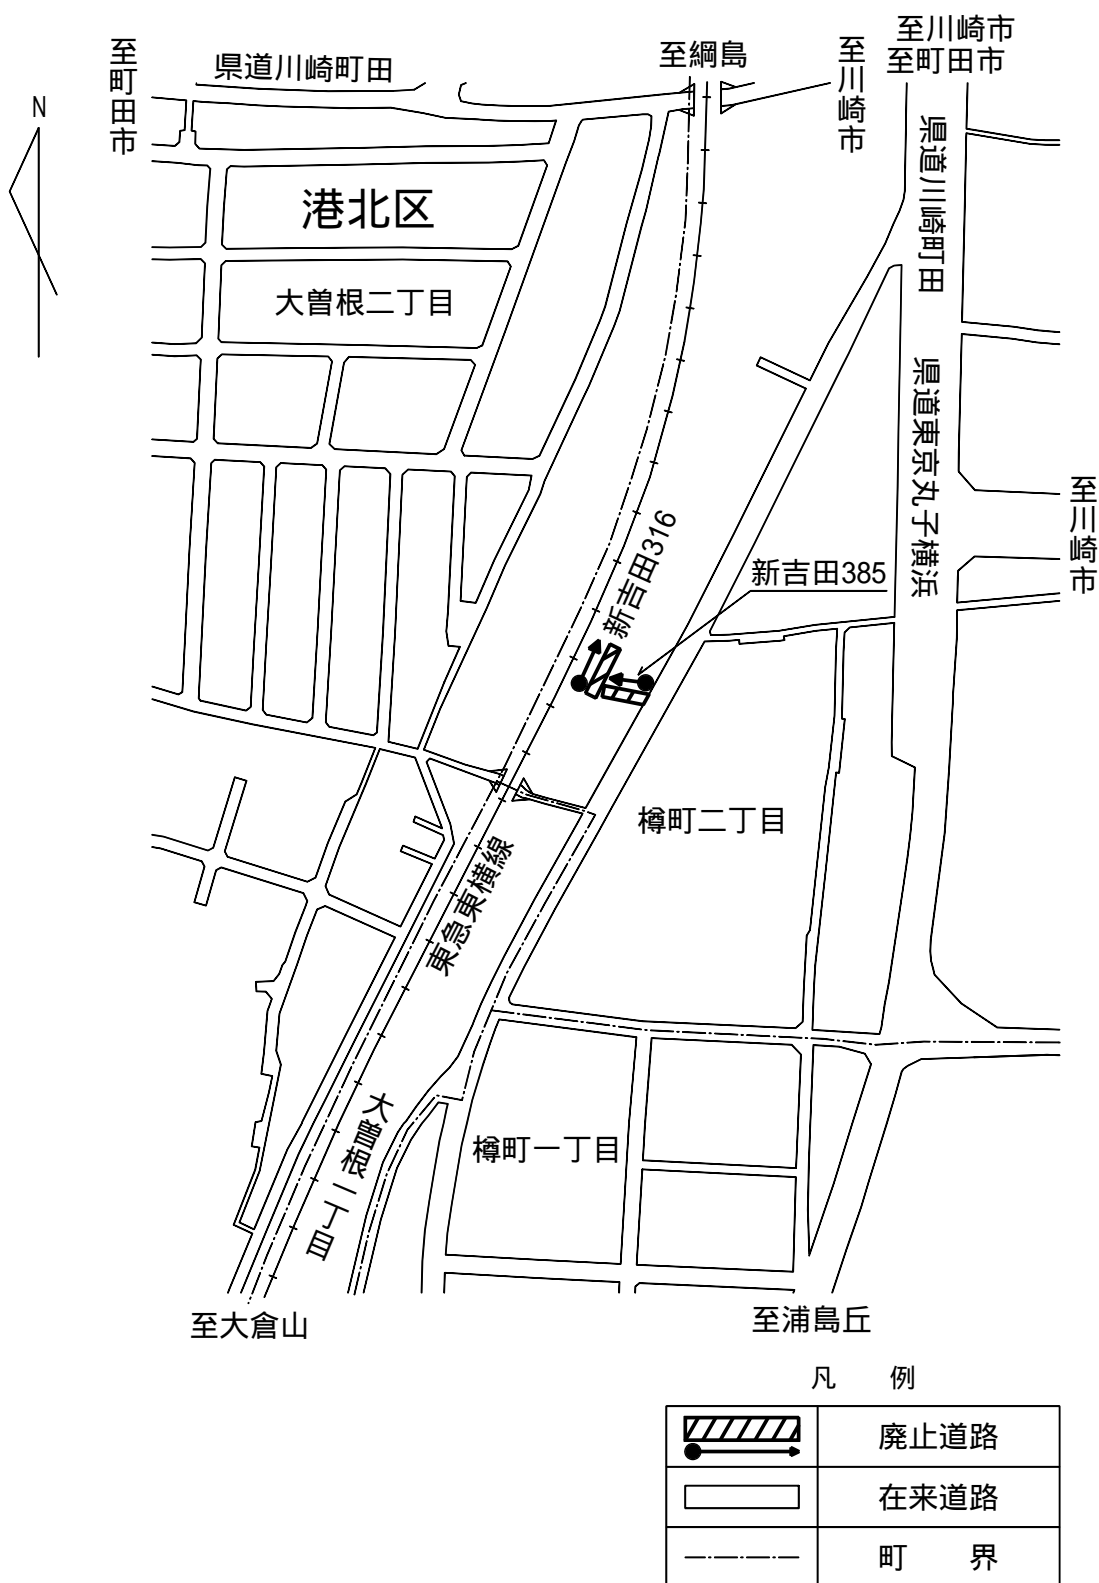 至川崎市
至町田市
至綱島
至川崎市
至町田市
県道川崎町田
N
県道川崎町田
港北区
大曽根二丁目
県道東京丸子横浜
至川崎市
新吉田316
新吉田385
樽町二丁目
東急東横線
大曽根一丁目
樽町一丁目
至大倉山
至浦島丘
凡 例
廃止道路
在来道路
町 界